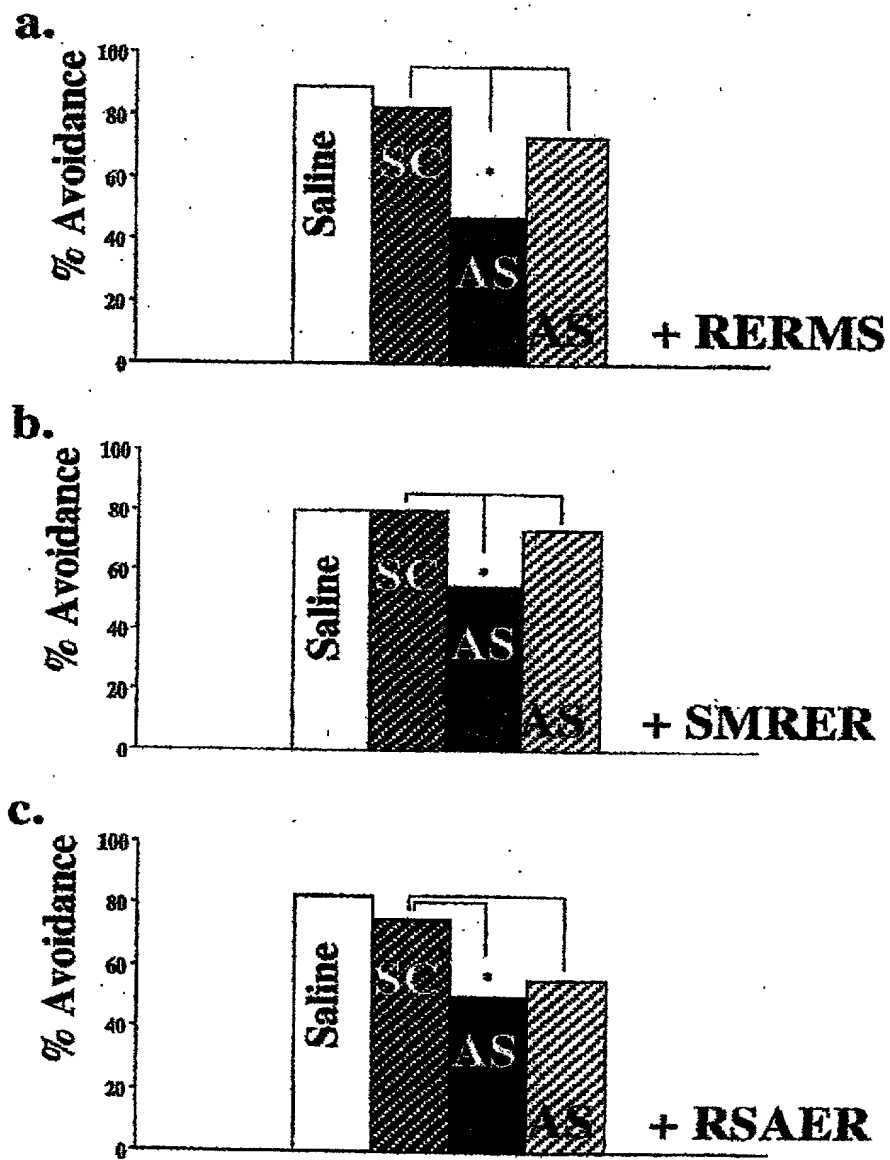 a.
% Avoidance
100
80
60
40
20
0
Saline
SC
*
AS
AS + RERMS
b.
% Avoidance
100
80
60
40
20
0
Saline
SC
*
AS
AS + SMRER
c.
% Avoidance
100
80
60
40
20
0
Saline
SC
*
AS
AS + RSAER